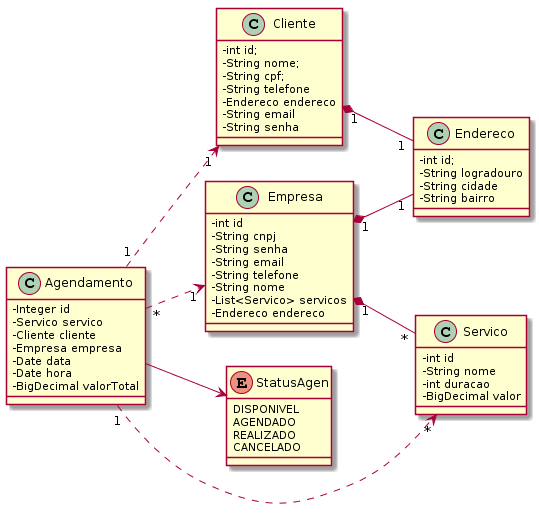 C Cliente
-int id;
-String nome;
-String cpf;
-String telefone
-Endereco endereco
-String email
-String senha
1
1
1
1
C Endereco
-int id;
-String logradouro
-String cidade
-String bairro
C Empresa
-int id
-String cnpj
-String senha
-String email
-String telefone
-String nome
-List<Servico> servicos
-Endereco endereco
1
1
*
1
1
*
C Agendamento
-Integer id
-Servico servico
-Cliente cliente
-Empresa empresa
-Date data
-Date hora
-BigDecimal valorTotal
C Servico
-int id
-String nome
-int duracao
-BigDecimal valor
E StatusAgen
DISPONIVEL
AGENDADO
REALIZADO
CANCELADO
1
*